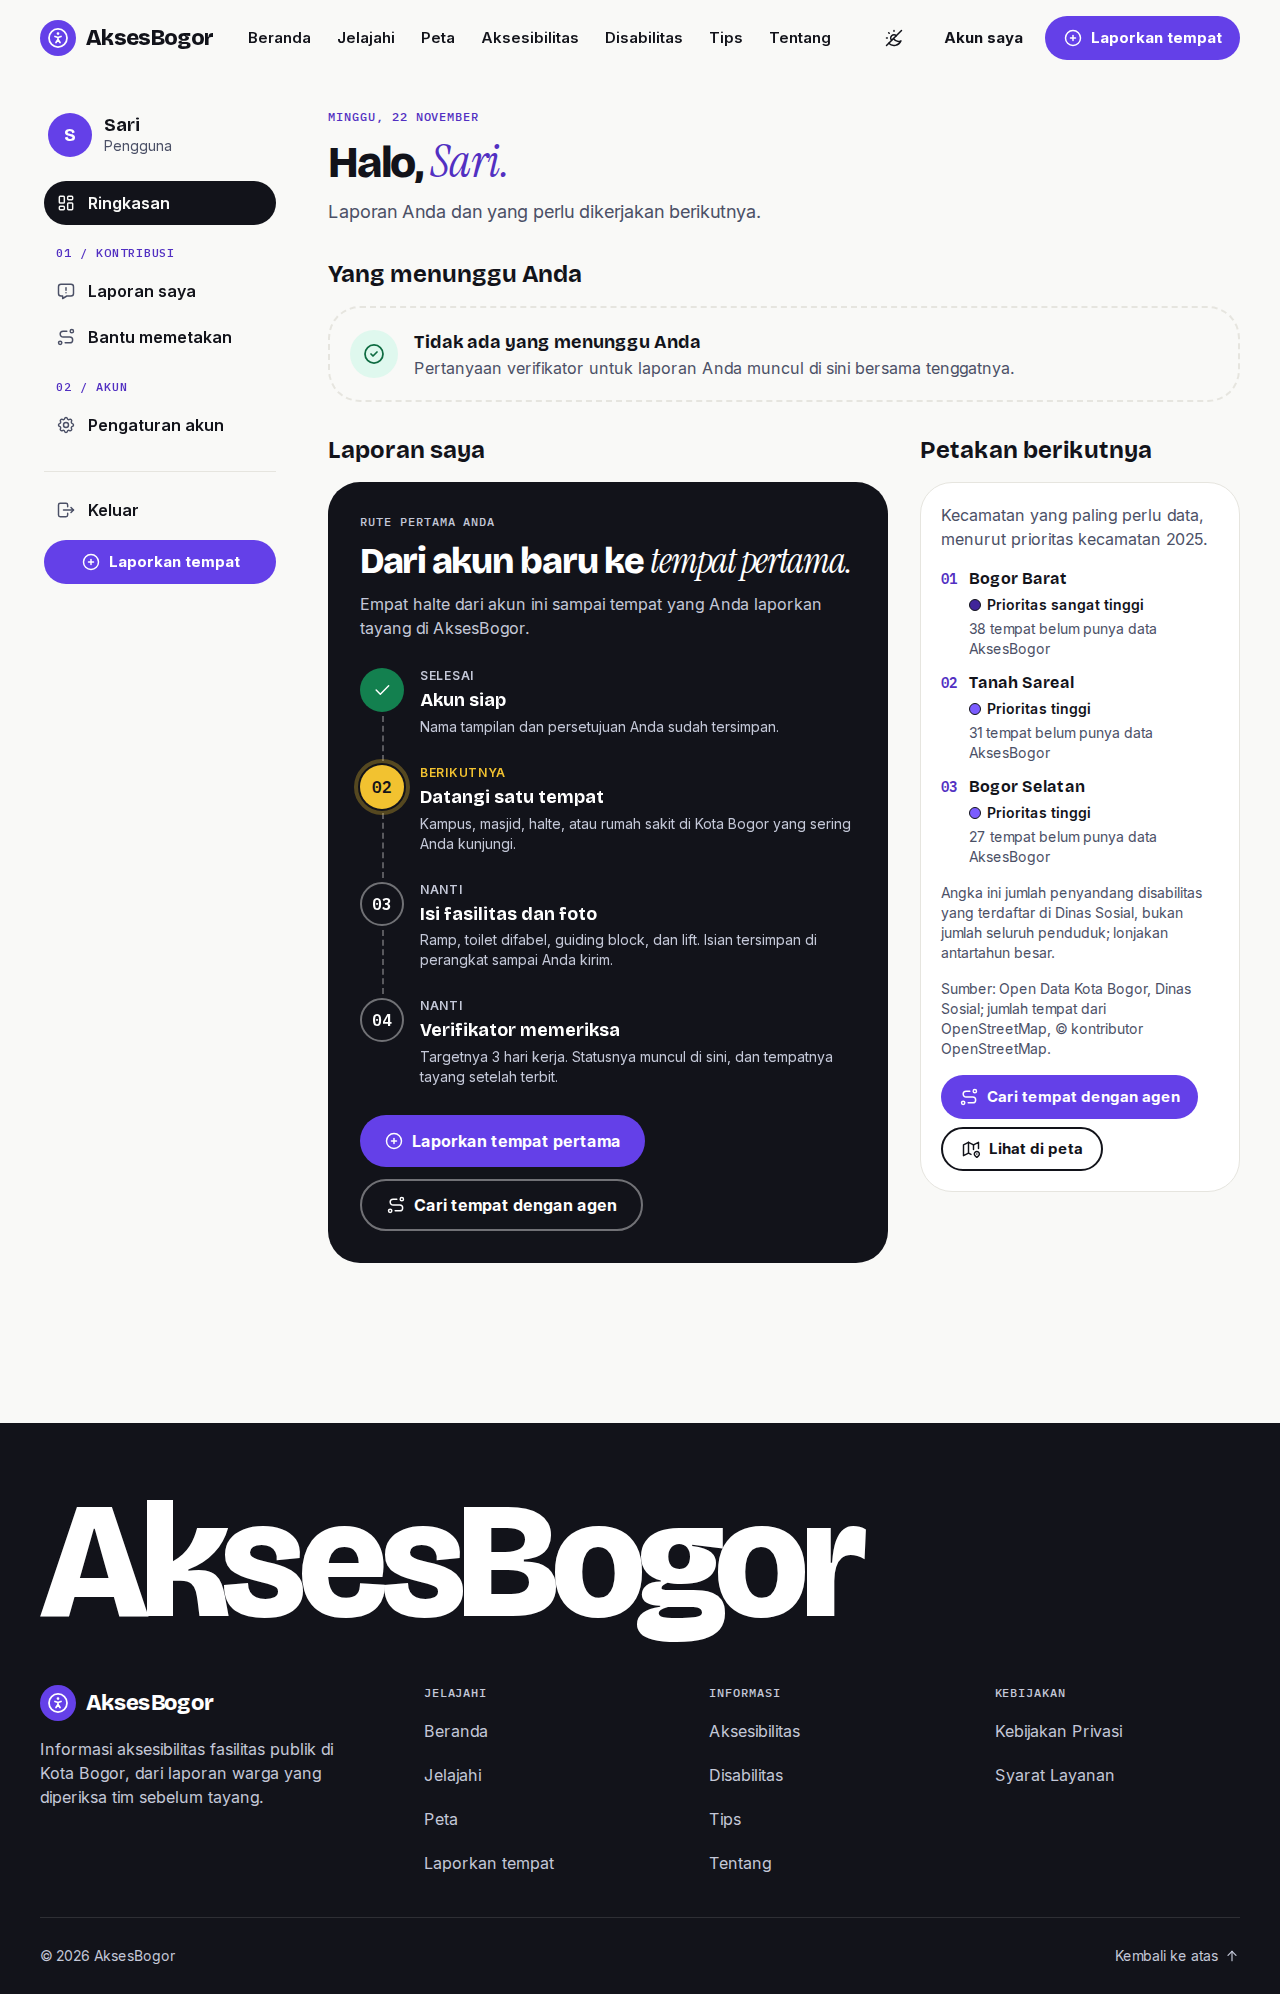 AksesBogor
Beranda
Jelajahi
Peta
Aksesibilitas
Disabilitas
Tips
Tentang
Akun saya
Laporkan tempat
S
Sari
Pengguna
Ringkasan
01 / KONTRIBUSI
Laporan saya
Bantu memetakan
02 / AKUN
Pengaturan akun
Keluar
Laporkan tempat
MINGGU, 22 NOVEMBER
Halo, Sari.
Laporan Anda dan yang perlu dikerjakan berikutnya.
Yang menunggu Anda
Tidak ada yang menunggu Anda
Pertanyaan verifikator untuk laporan Anda muncul di sini bersama tenggatnya.
Laporan saya
RUTE PERTAMA ANDA
Dari akun baru ke tempat pertama.
Empat halte dari akun ini sampai tempat yang Anda laporkan
tayang di AksesBogor.
SELESAI
Akun siap
Nama tampilan dan persetujuan Anda sudah tersimpan.
02
BERIKUTNYA
Datangi satu tempat
Kampus, masjid, halte, atau rumah sakit di Kota Bogor yang sering
Anda kunjungi.
03
NANTI
Isi fasilitas dan foto
Ramp, toilet difabel, guiding block, dan lift. Isian tersimpan di
perangkat sampai Anda kirim.
04
NANTI
Verifikator memeriksa
Targetnya 3 hari kerja. Statusnya muncul di sini, dan tempatnya
tayang setelah terbit.
Laporkan tempat pertama
Cari tempat dengan agen
Petakan berikutnya
Kecamatan yang paling perlu data,
menurut prioritas kecamatan 2025.
01 Bogor Barat
Prioritas sangat tinggi
38 tempat belum punya data
AksesBogor
02 Tanah Sareal
Prioritas tinggi
31 tempat belum punya data
AksesBogor
03 Bogor Selatan
Prioritas tinggi
27 tempat belum punya data
AksesBogor
Angka ini jumlah penyandang disabilitas
yang terdaftar di Dinas Sosial, bukan
jumlah seluruh penduduk; lonjakan
antartahun besar.
Sumber: Open Data Kota Bogor, Dinas
Sosial; jumlah tempat dari
OpenStreetMap, © kontributor
OpenStreetMap.
Cari tempat dengan agen
Lihat di peta
AksesBogor
AksesBogor
Informasi aksesibilitas fasilitas publik di
Kota Bogor, dari laporan warga yang
diperiksa tim sebelum tayang.
JELAJAHI
Beranda
Jelajahi
Peta
Laporkan tempat
INFORMASI
Aksesibilitas
Disabilitas
Tips
Tentang
KEBIJAKAN
Kebijakan Privasi
Syarat Layanan
© 2026 AksesBogor
Kembali ke atas ↑